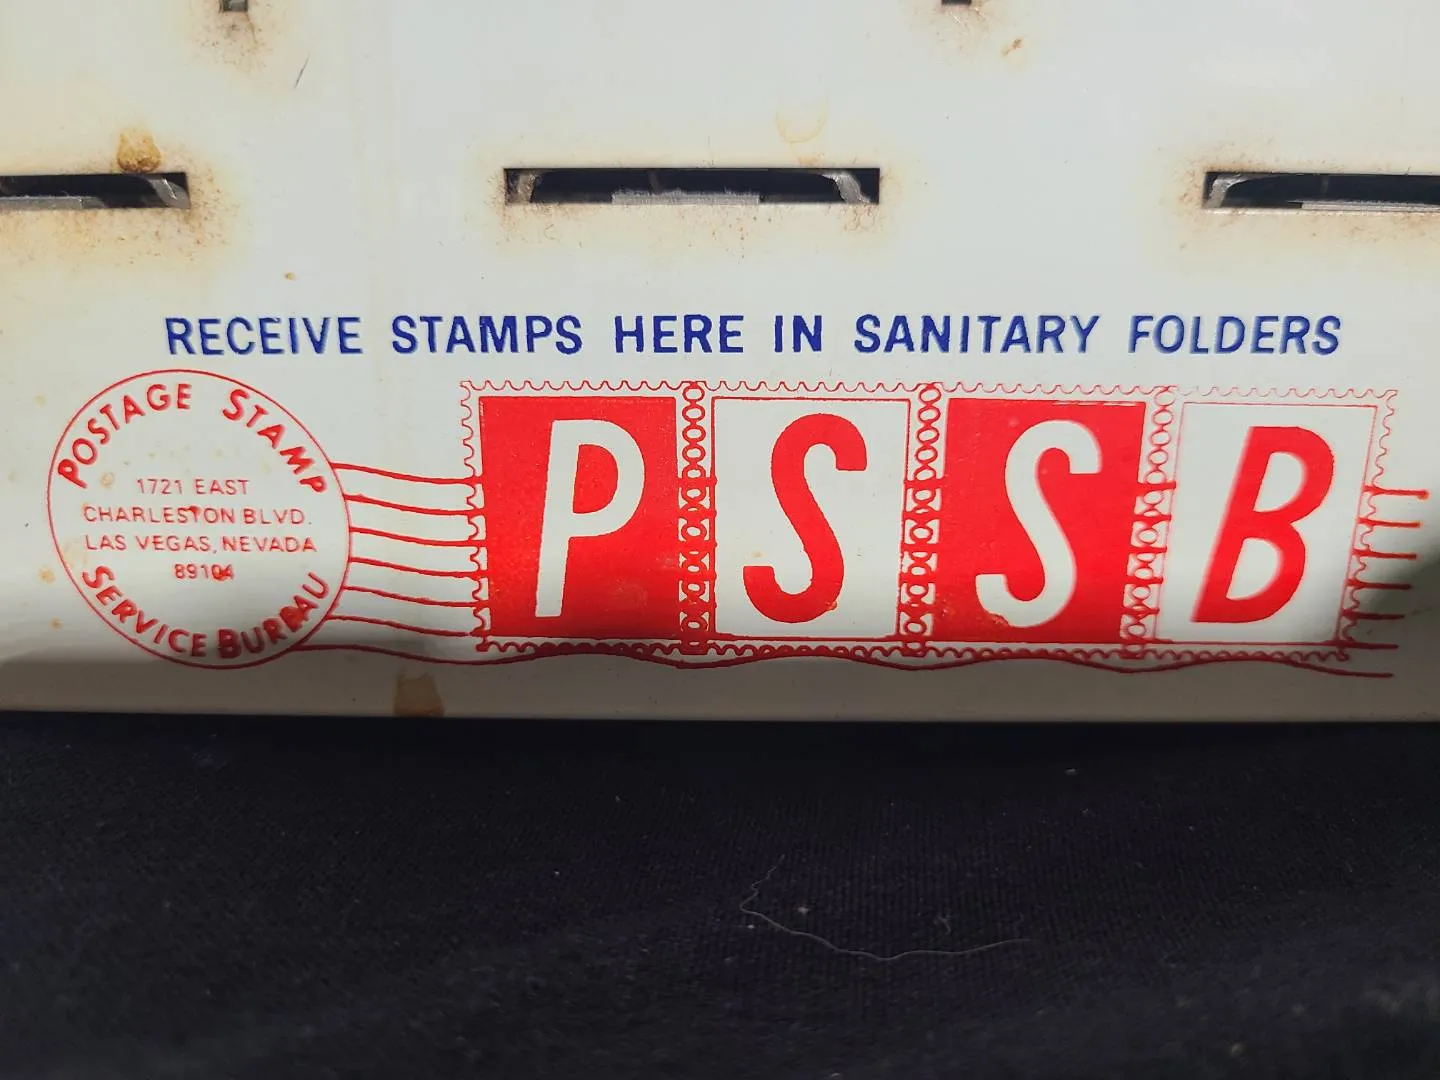 RECEIVE STAMPS HERE IN SANITARY FOLDERS
POSTAGE STAMP
1721 EAST
CHARLESTON BLVD.
LAS VEGAS, NEVADA
89104
SERVICE BUREAU
PSSB